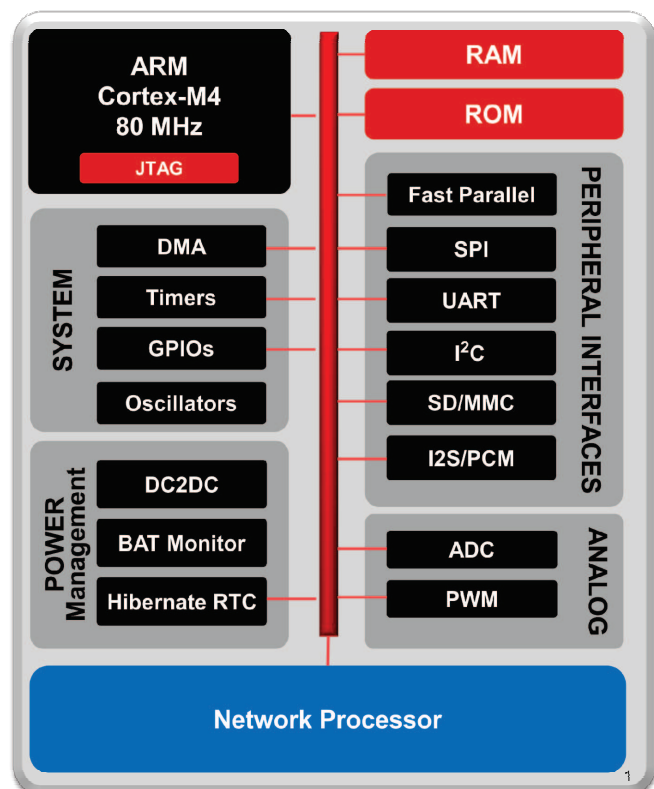 ARM
Cortex-M4
80 MHz
JTAG
SYSTEM
DMA
Timers
GPIOs
Oscillators
POWER
Management
DC2DC
BAT Monitor
Hibernate RTC
RAM
ROM
PERIPHERAL INTERFACES
Fast Parallel
SPI
UART
I²C
SD/MMC
I2S/PCM
ANALOG
ADC
PWM
Network Processor
1